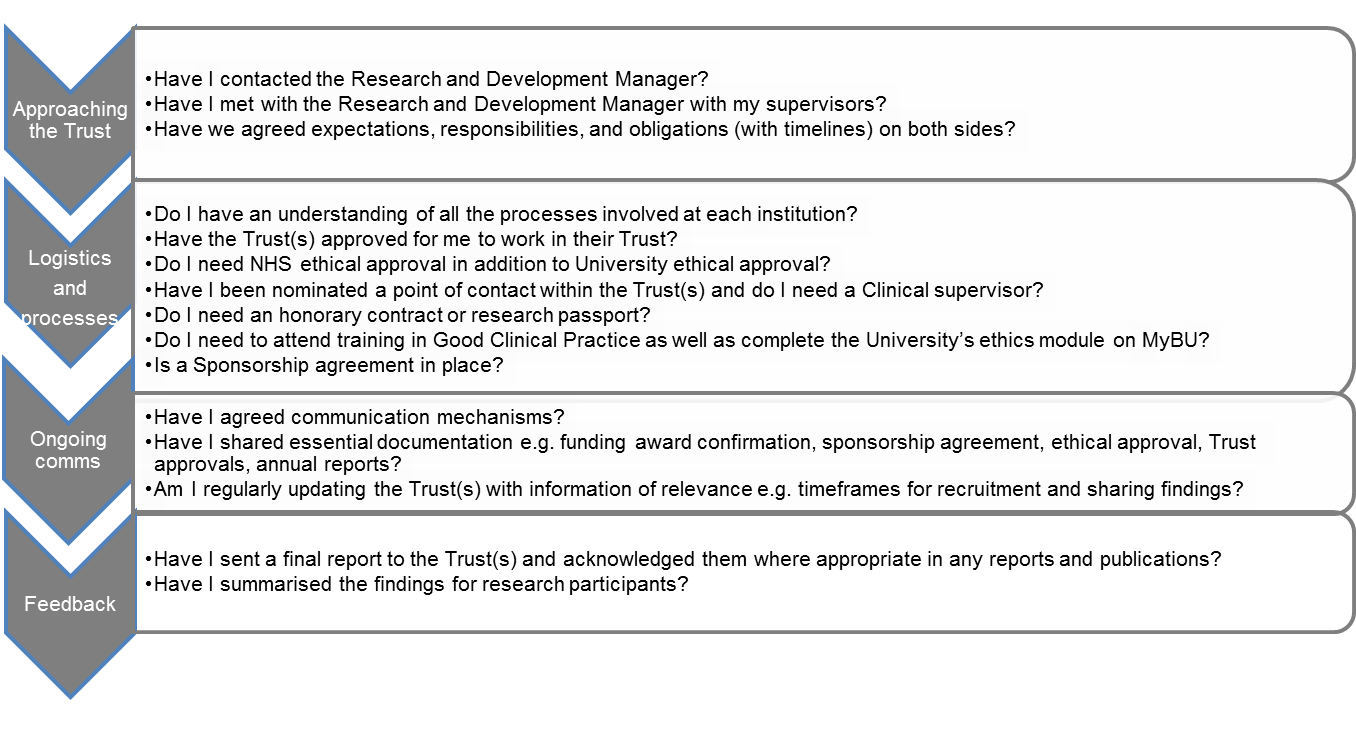 Approaching
the Trust
•Have I contacted the Research and Development Manager?
•Have I met with the Research and Development Manager with my supervisors?
•Have we agreed expectations, responsibilities, and obligations (with timelines) on both sides?
Logistics
and
processes
•Do I have an understanding of all the processes involved at each institution?
•Have the Trust(s) approved for me to work in their Trust?
•Do I need NHS ethical approval in addition to University ethical approval?
•Have I been nominated a point of contact within the Trust(s) and do I need a Clinical supervisor?
•Do I need an honorary contract or research passport?
•Do I need to attend training in Good Clinical Practice as well as complete the University’s ethics module on MyBU?
•Is a Sponsorship agreement in place?
Ongoing
comms
•Have I agreed communication mechanisms?
•Have I shared essential documentation e.g. funding award confirmation, sponsorship agreement, ethical approval, Trust
approvals, annual reports?
•Am I regularly updating the Trust(s) with information of relevance e.g. timeframes for recruitment and sharing findings?
Feedback
•Have I sent a final report to the Trust(s) and acknowledged them where appropriate in any reports and publications?
•Have I summarised the findings for research participants?